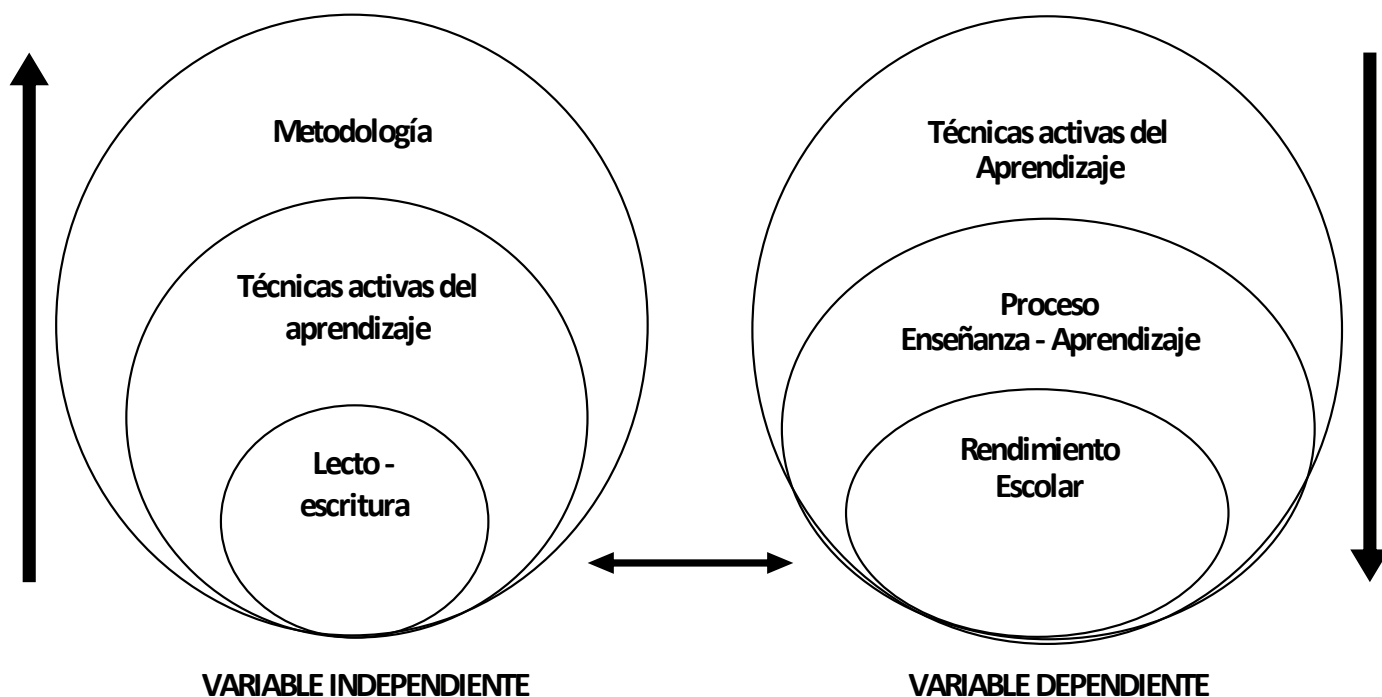 Metodología
Técnicas activas del
aprendizaje
Lecto -
escritura
VARIABLE INDEPENDIENTE
Técnicas activas del
Aprendizaje
Proceso
Enseñanza - Aprendizaje
Rendimiento
Escolar
VARIABLE DEPENDIENTE